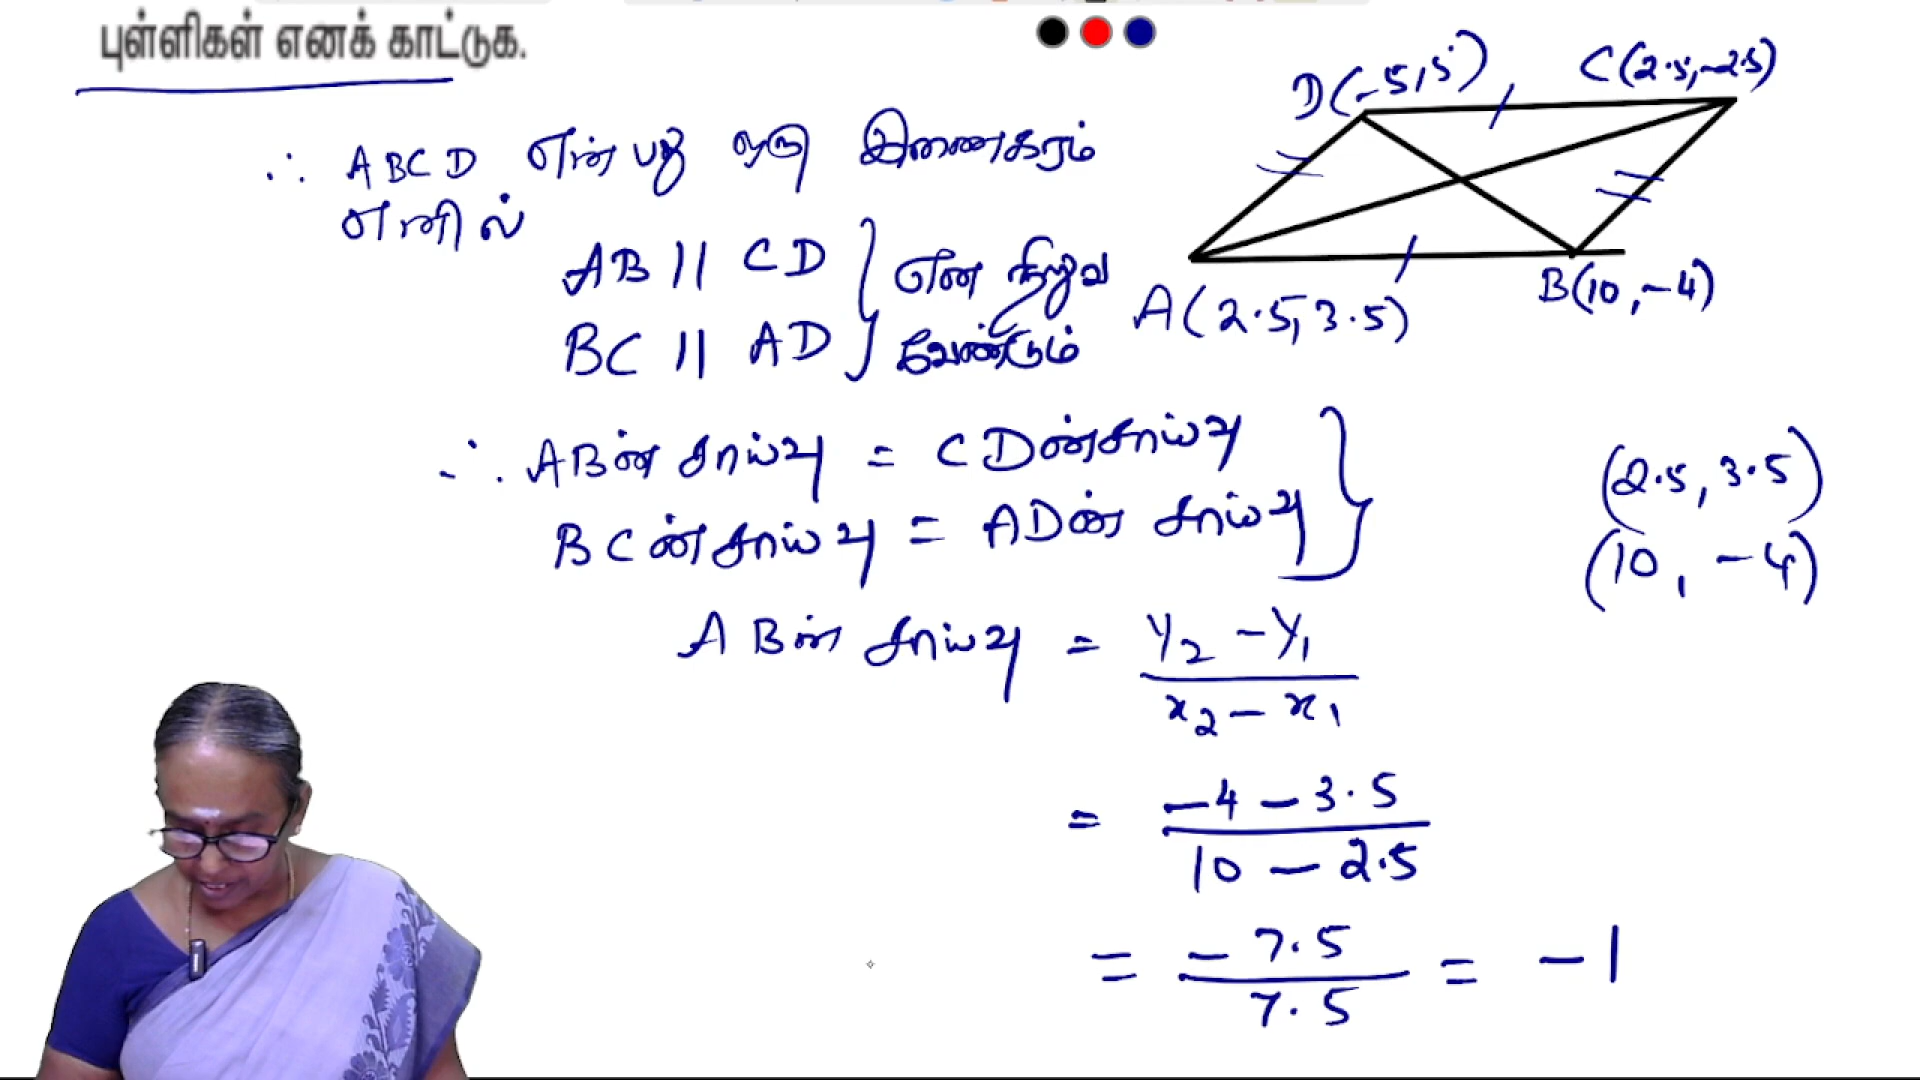 புள்ளிகள் எனக் காட்டுக.
D(-5,5) C(2.5,-2.5)
∴ ABCD என்பது ஒரு இணைகரம்
எனில்
AB || CD } என நிறுவ
BC || AD } வேண்டும்
A(2.5,3.5) B(10,-4)
∴ ABன் சாய்வு = CDன்சாய்வு
BCன்சாய்வு = ADன் சாய்வு }
(2.5, 3.5)
(10, -4)
ABன் சாய்வு = y₂ - y₁ / x₂ - x₁
= -4 - 3.5 / 10 - 2.5
= -7.5 / 7.5 = -1